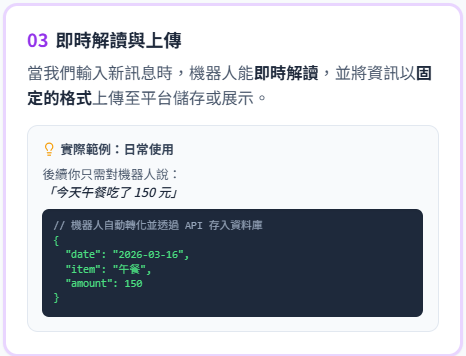 03 即時解讀與上傳
當我們輸入新訊息時，機器人能即時解讀，並將資訊以固
定的格式上傳至平台儲存或展示。
實際範例：日常使用
後續你只需對機器人說：
「今天午餐吃了 150 元」
// 機器人自動轉化並透過 API 存入資料庫
{
  "date": "2026-03-16",
  "item": "午餐",
  "amount": 150
}